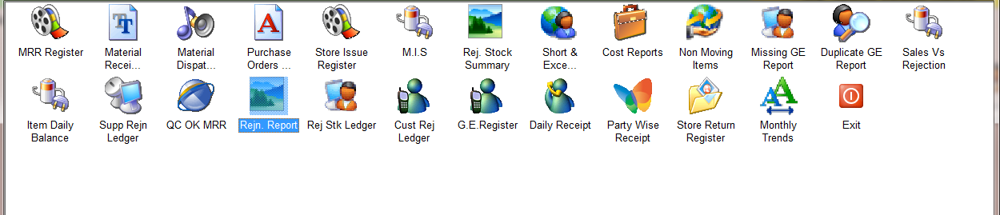 MRR Register
Material
Recei...
Material
Dispat...
Purchase
Orders ...
Store Issue
Register
M.I.S
Rej. Stock
Summary
Short &
Exce...
Cost Reports
Non Moving
Items
Missing GE
Report
Duplicate GE
Report
Sales Vs
Rejection
Item Daily
Balance
Supp Rejn
Ledger
QC OK MRR
Rejn. Report
Rej Stk Ledger
Cust Rej
Ledger
G.E.Register
Daily Receipt
Party Wise
Receipt
Store Return
Register
Monthly
Trends
Exit